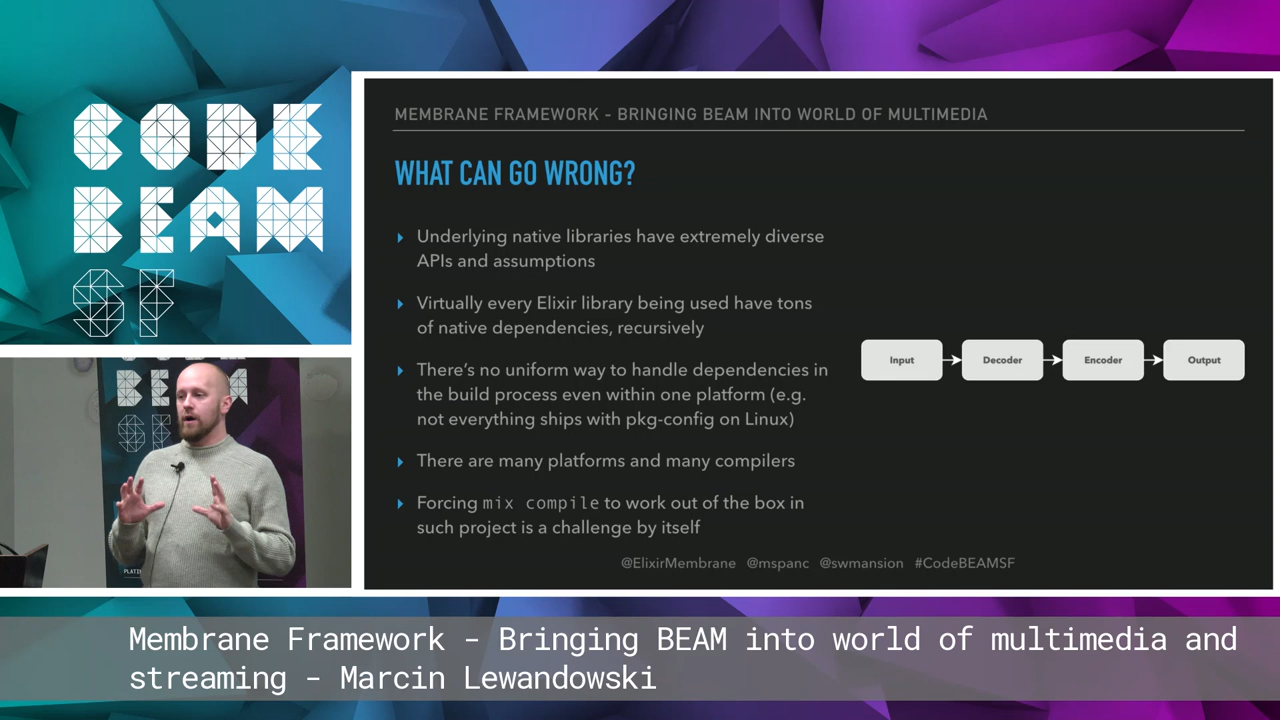 CODE
BEAM
SF
MEMBRANE FRAMEWORK - BRINGING BEAM INTO WORLD OF MULTIMEDIA
WHAT CAN GO WRONG?
Underlying native libraries have extremely diverse
APIs and assumptions
Virtually every Elixir library being used have tons
of native dependencies, recursively
There's no uniform way to handle dependencies in
the build process even within one platform (e.g.
not everything ships with pkg-config on Linux)
There are many platforms and many compilers
Forcing mix compile to work out of the box in
such project is a challenge by itself
Input
Decoder
Encoder
Output
@ElixirMembrane @mspanc @swmansion #CodeBEAMSF
BEAM
SF
PLATI
Membrane Framework - Bringing BEAM into world of multimedia and
streaming - Marcin Lewandowski